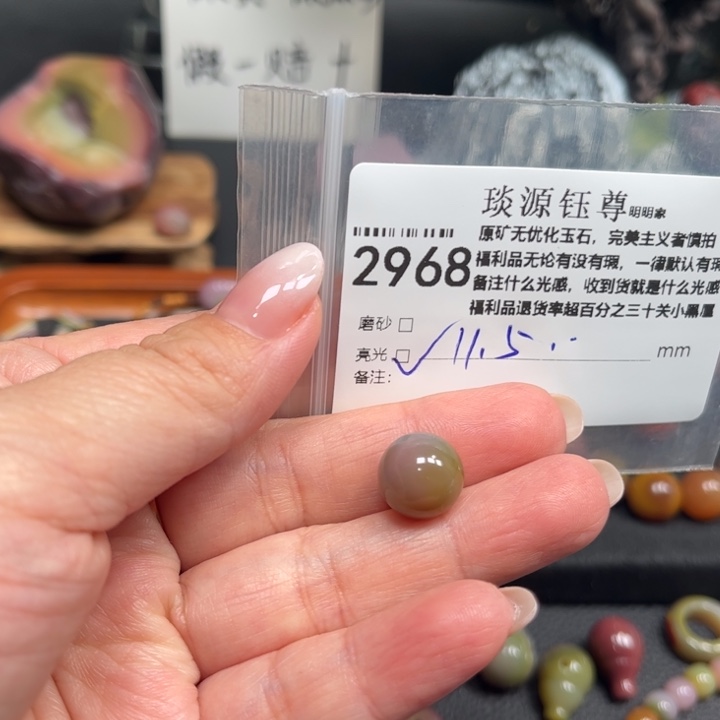 假一赔十
琰源钰尊明明家
原矿无优化玉石，完美主义者慎拍
2968
福利品无论有没有瑕，一律默认有瑕
备注什么光感，收到货就是什么光感
福利品退货率超百分之三十关小黑屋
磨砂 □
亮光 □ ✓ 11.5 mm
备注：